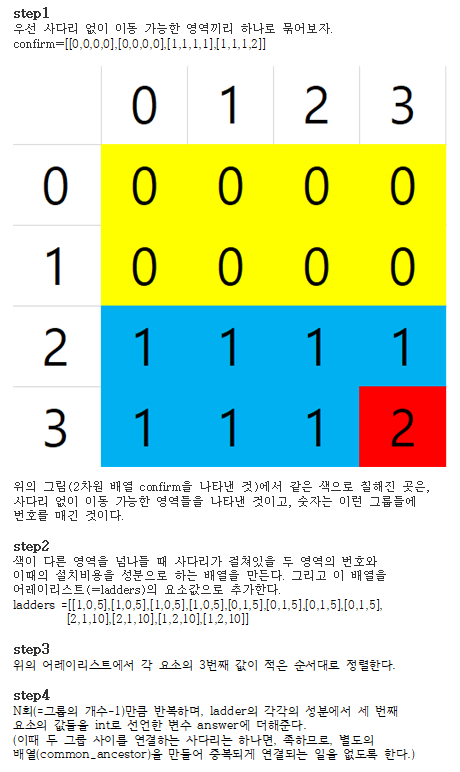 step1
우선 사다리 없이 이동 가능한 영역끼리 하나로 묶어보자.
confirm=[[0,0,0,0],[0,0,0,0],[1,1,1,1],[1,1,1,2]]
0 1 2 3
0 0 0 0 0
1 0 0 0 0
2 1 1 1 1
3 1 1 1 2
위의 그림(2차원 배열 confirm을 나타낸 것)에서 같은 색으로 칠해진 곳은,
사다리 없이 이동 가능한 영역들을 나타낸 것이고, 숫자는 이런 그룹들에
번호를 매긴 것이다.
step2
색이 다른 영역을 넘나들 때 사다리가 걸쳐있을 두 영역의 번호와
이때의 설치비용을 성분으로 하는 배열을 만든다. 그리고 이 배열을
어레이리스트(=ladders)의 요소값으로 추가한다.
ladders =[[1,0,5],[1,0,5],[1,0,5],[1,0,5],[0,1,5],[0,1,5],[0,1,5],[0,1,5],
[2,1,10],[2,1,10],[1,2,10],[1,2,10]]
step3
위의 어레이리스트에서 각 요소의 3번째 값이 적은 순서대로 정렬한다.
step4
N회(=그룹의 개수-1)만큼 반복하며, ladder의 각각의 성분에서 세 번째
요소의 값들을 int로 선언한 변수 answer에 더해준다.
(이때 두 그룹 사이를 연결하는 사다리는 하나면, 족하므로, 별도의
배열(common_ancestor)을 만들어 중복되게 연결되는 일을 없도록 한다.)